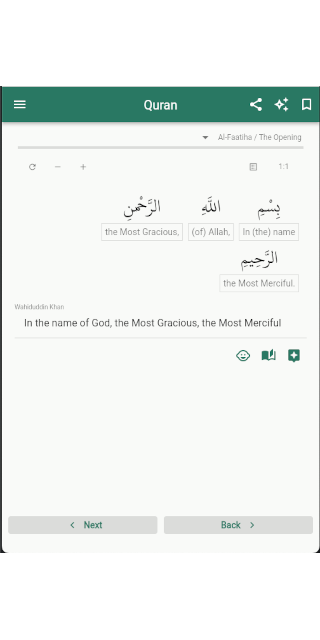 Quran
Al-Faatiha / The Opening
1:1
بِسْمِ اللَّهِ الرَّحْمَٰنِ
In (the) name (of) Allah, the Most Gracious,
الرَّحِيمِ
the Most Merciful.
Wahiduddin Khan
In the name of God, the Most Gracious, the Most Merciful
Next Back